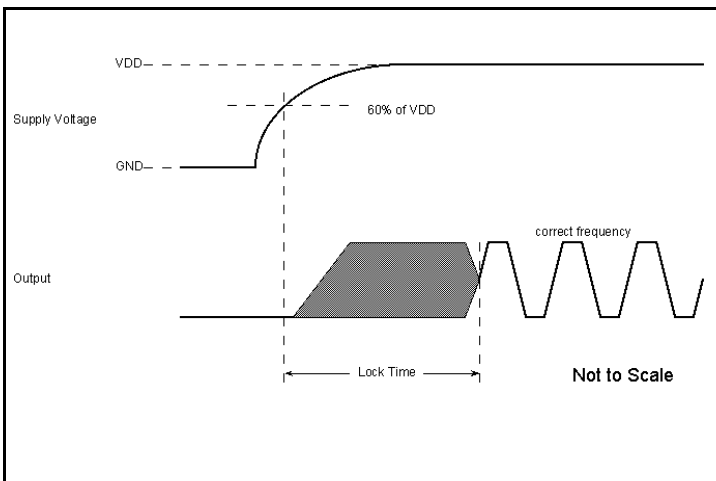 VDD
60% of VDD
Supply Voltage
GND
correct frequency
Output
Lock Time
Not to Scale